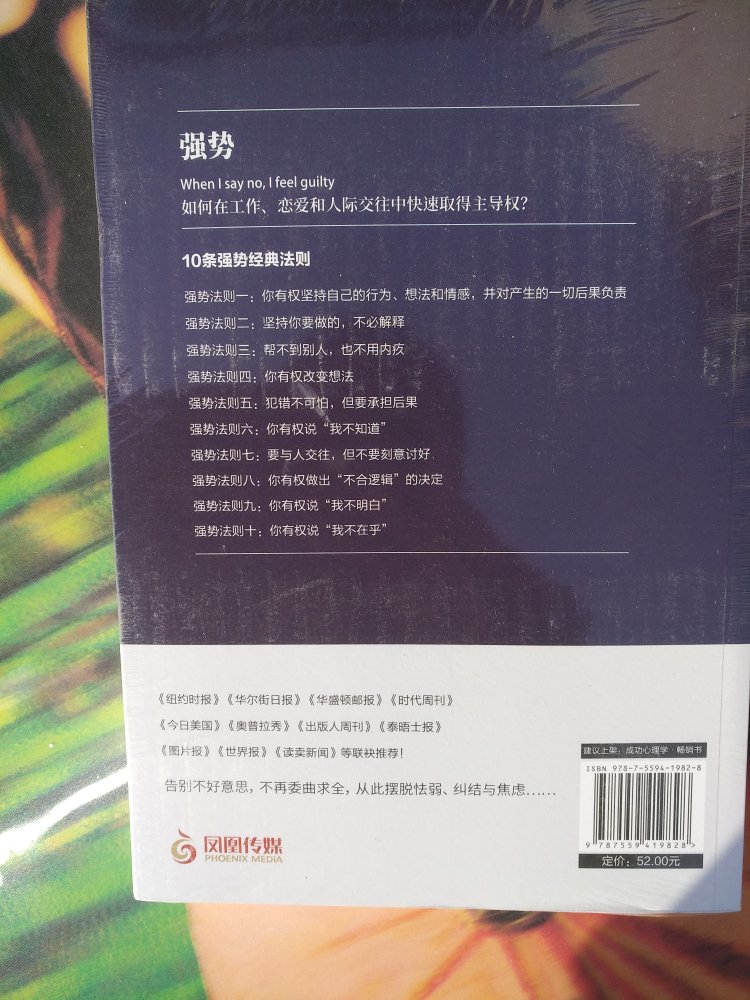 强势
When I say no, I feel guilty
如何在工作、恋爱和人际交往中快速取得主导权?
10条强势经典法则
强势法则一：你有权坚持自己的行为、想法和情感，并对产生的一切后果负责
强势法则二：坚持你要做的，不必解释
强势法则三：帮不到别人，也不用内疚
强势法则四：你有权改变想法
强势法则五：犯错不可怕，但要承担后果
强势法则六：你有权说“我不知道”
强势法则七：要与人交往，但不要刻意讨好
强势法则八：你有权做出“不合逻辑”的决定
强势法则九：你有权说“我不明白”
强势法则十：你有权说“我不在乎”
《纽约时报》《华尔街日报》《华盛顿邮报》《时代周刊》
《今日美国》《奥普拉秀》《出版人周刊》《泰晤士报》
《图片报》《世界报》《读卖新闻》等联袂推荐！
告别不好意思，不再委曲求全，从此摆脱怯弱、纠结与焦虑……
建议上架：成功心理学·畅销书
ISBN 978-7-5594-1982-8
9 787559 419828 >
定价：52.00元
凤凰传媒
PHOENIX MEDIA